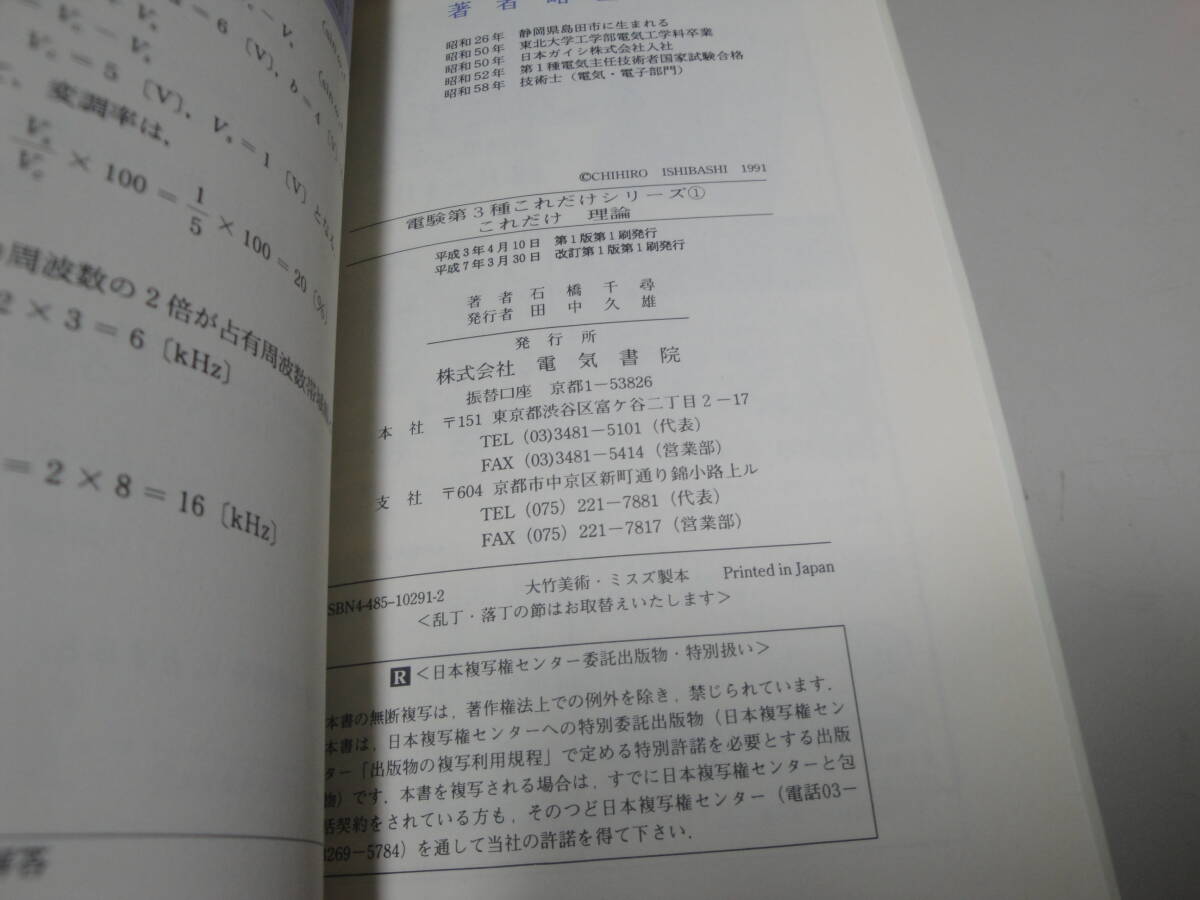 × 100 = 1/5 × 100 = 20 〔%〕
周波数の2倍が占有周波数帯
2 × 3 = 6 〔kHz〕
= 2 × 8 = 16 〔kHz〕
〔V〕, b = 4
= 5 〔V〕, Va = 1 〔V〕となる
変調率は,
著者略
昭和26年 静岡県島田市に生まれる
昭和50年 東北大学工学部電気工学科卒業
昭和50年 日本ガイシ株式会社入社
昭和52年 第1種電気主任技術者国家試験合格
昭和58年 技術士(電気・電子部門)
©CHIHIRO ISHIBASHI 1991
電験第3種これだけシリーズ①
これだけ 理論
平成3年4月10日 第1版第1刷発行
平成7年3月30日 改訂第1版第1刷発行
著者 石橋千尋
発行者 田中久雄
発行所
株式会社 電気書院
振替口座 京都1-53826
本社 〒151 東京都渋谷区富ケ谷二丁目2-17
TEL (03)3481-5101 (代表)
FAX (03)3481-5414 (営業部)
支社 〒604 京都市中京区新町通り錦小路上ル
TEL (075) 221-7881 (代表)
FAX (075) 221-7817 (営業部)
SBN4-485-10291-2 大竹美術・ミスズ製本 Printed in Japan
<乱丁・落丁の節はお取替えいたします>
R <日本複写権センター委託出版物・特別扱い>
本書の無断複写は, 著作権法上での例外を除き, 禁じられています.
本書は, 日本複写権センターへの特別委託出版物 (日本複写権セン
ター「出版物の複写利用規程」で定める特別許諾を必要とする出版
物) です. 本書を複写される場合は, すでに日本複写権センターと包
括契約をされている方も, そのつど日本複写権センター (電話03-
3269-5784) を通して当社の許諾を得て下さい.